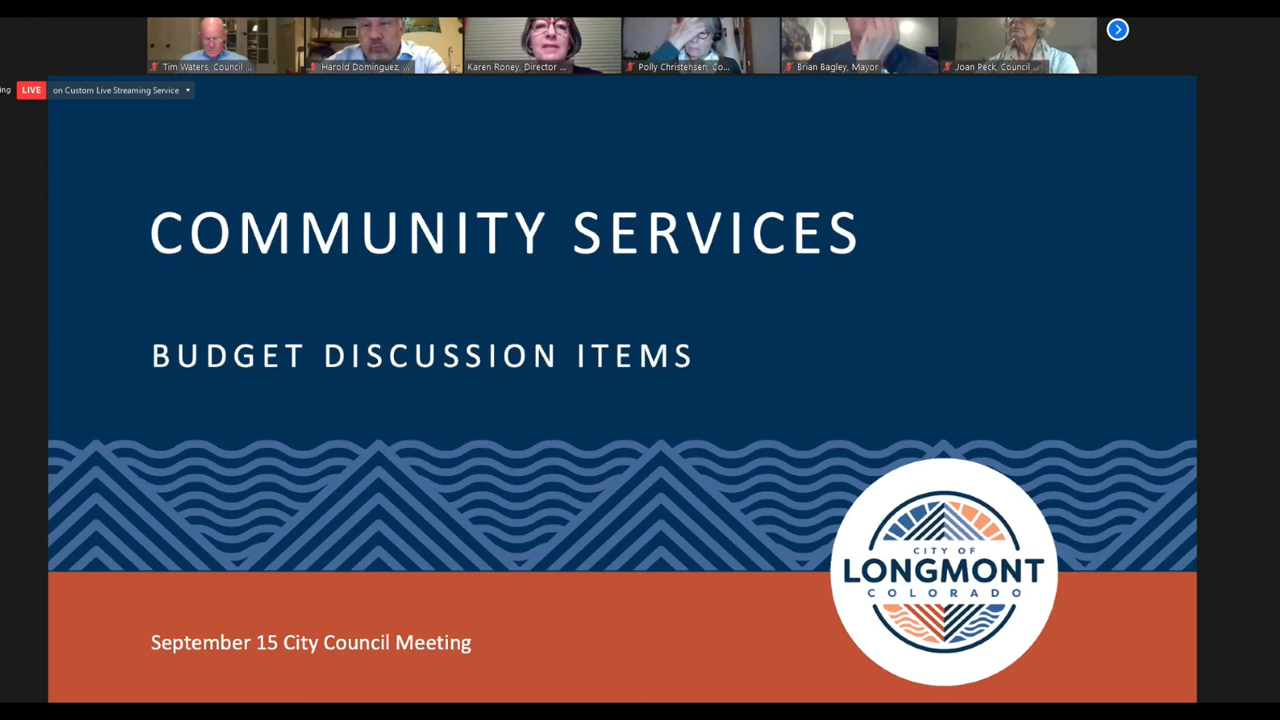 Tim Waters, Council ...
Harold Dominguez, ...
Karen Roney, Director ...
Polly Christensen, Co...
Brian Bagley, Mayor
Joan Peck, Council ...
ing
LIVE
on Custom Live Streaming Service
COMMUNITY SERVICES
BUDGET DISCUSSION ITEMS
CITY OF
LONGMONT
COLORADO
September 15 City Council Meeting